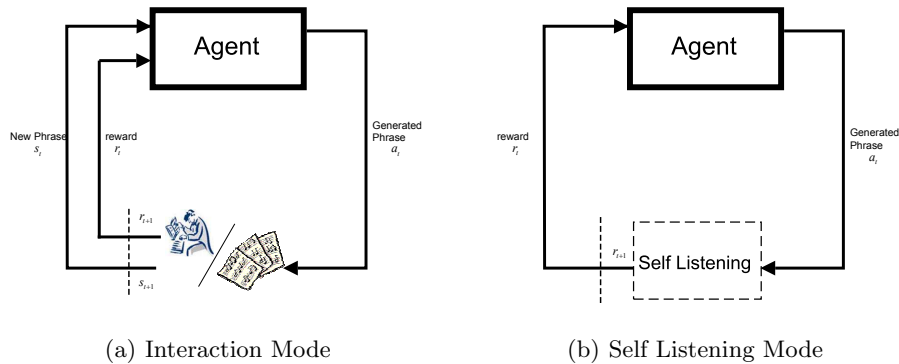 Agent
New Phrase
s_t
reward
r_t
Generated
Phrase
a_t
r_{t+1}
s_{t+1}
(a) Interaction Mode
Agent
reward
r_t
Generated
Phrase
a_t
r_{t+1}
Self Listening
(b) Self Listening Mode